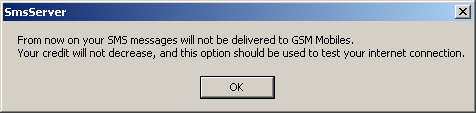 SmsServer
From now on your SMS messages will not be delivered to GSM Mobiles.
Your credit will not decrease, and this option should be used to test your internet connection.
OK